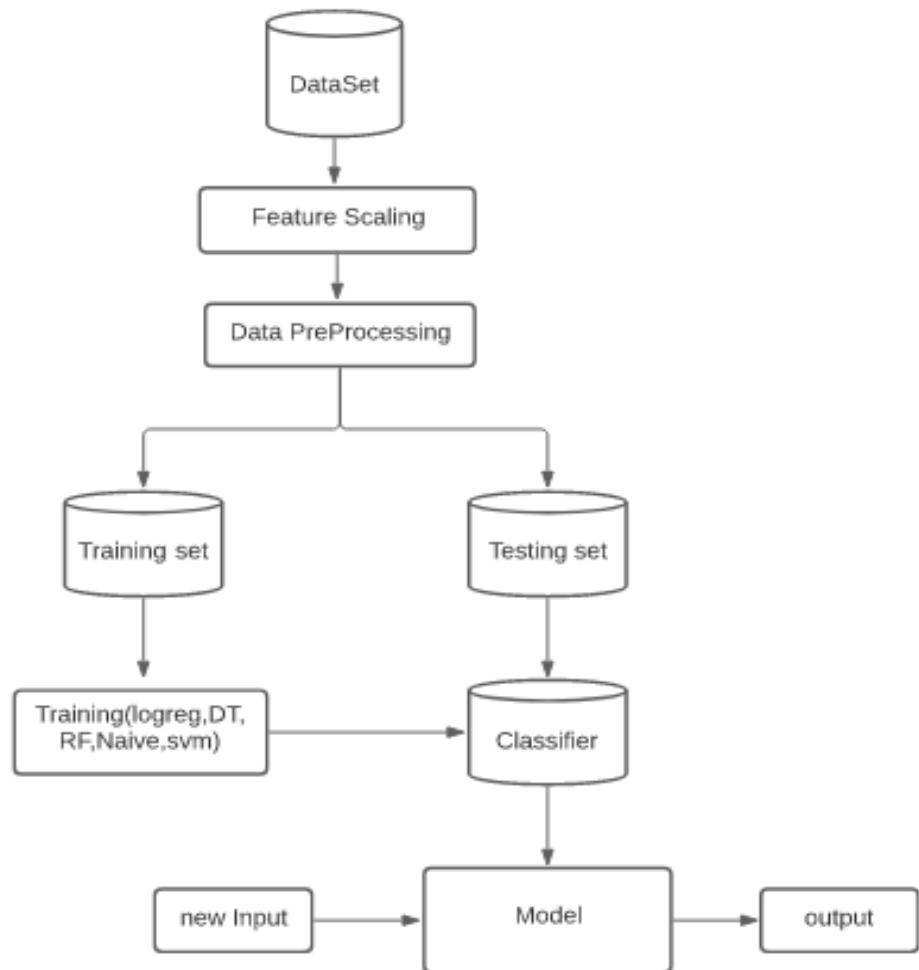 DataSet
Feature Scaling
Data PreProcessing
Training set
Testing set
Training(logreg,DT,
RF,Naive,svm)
Classifier
new Input
Model
output